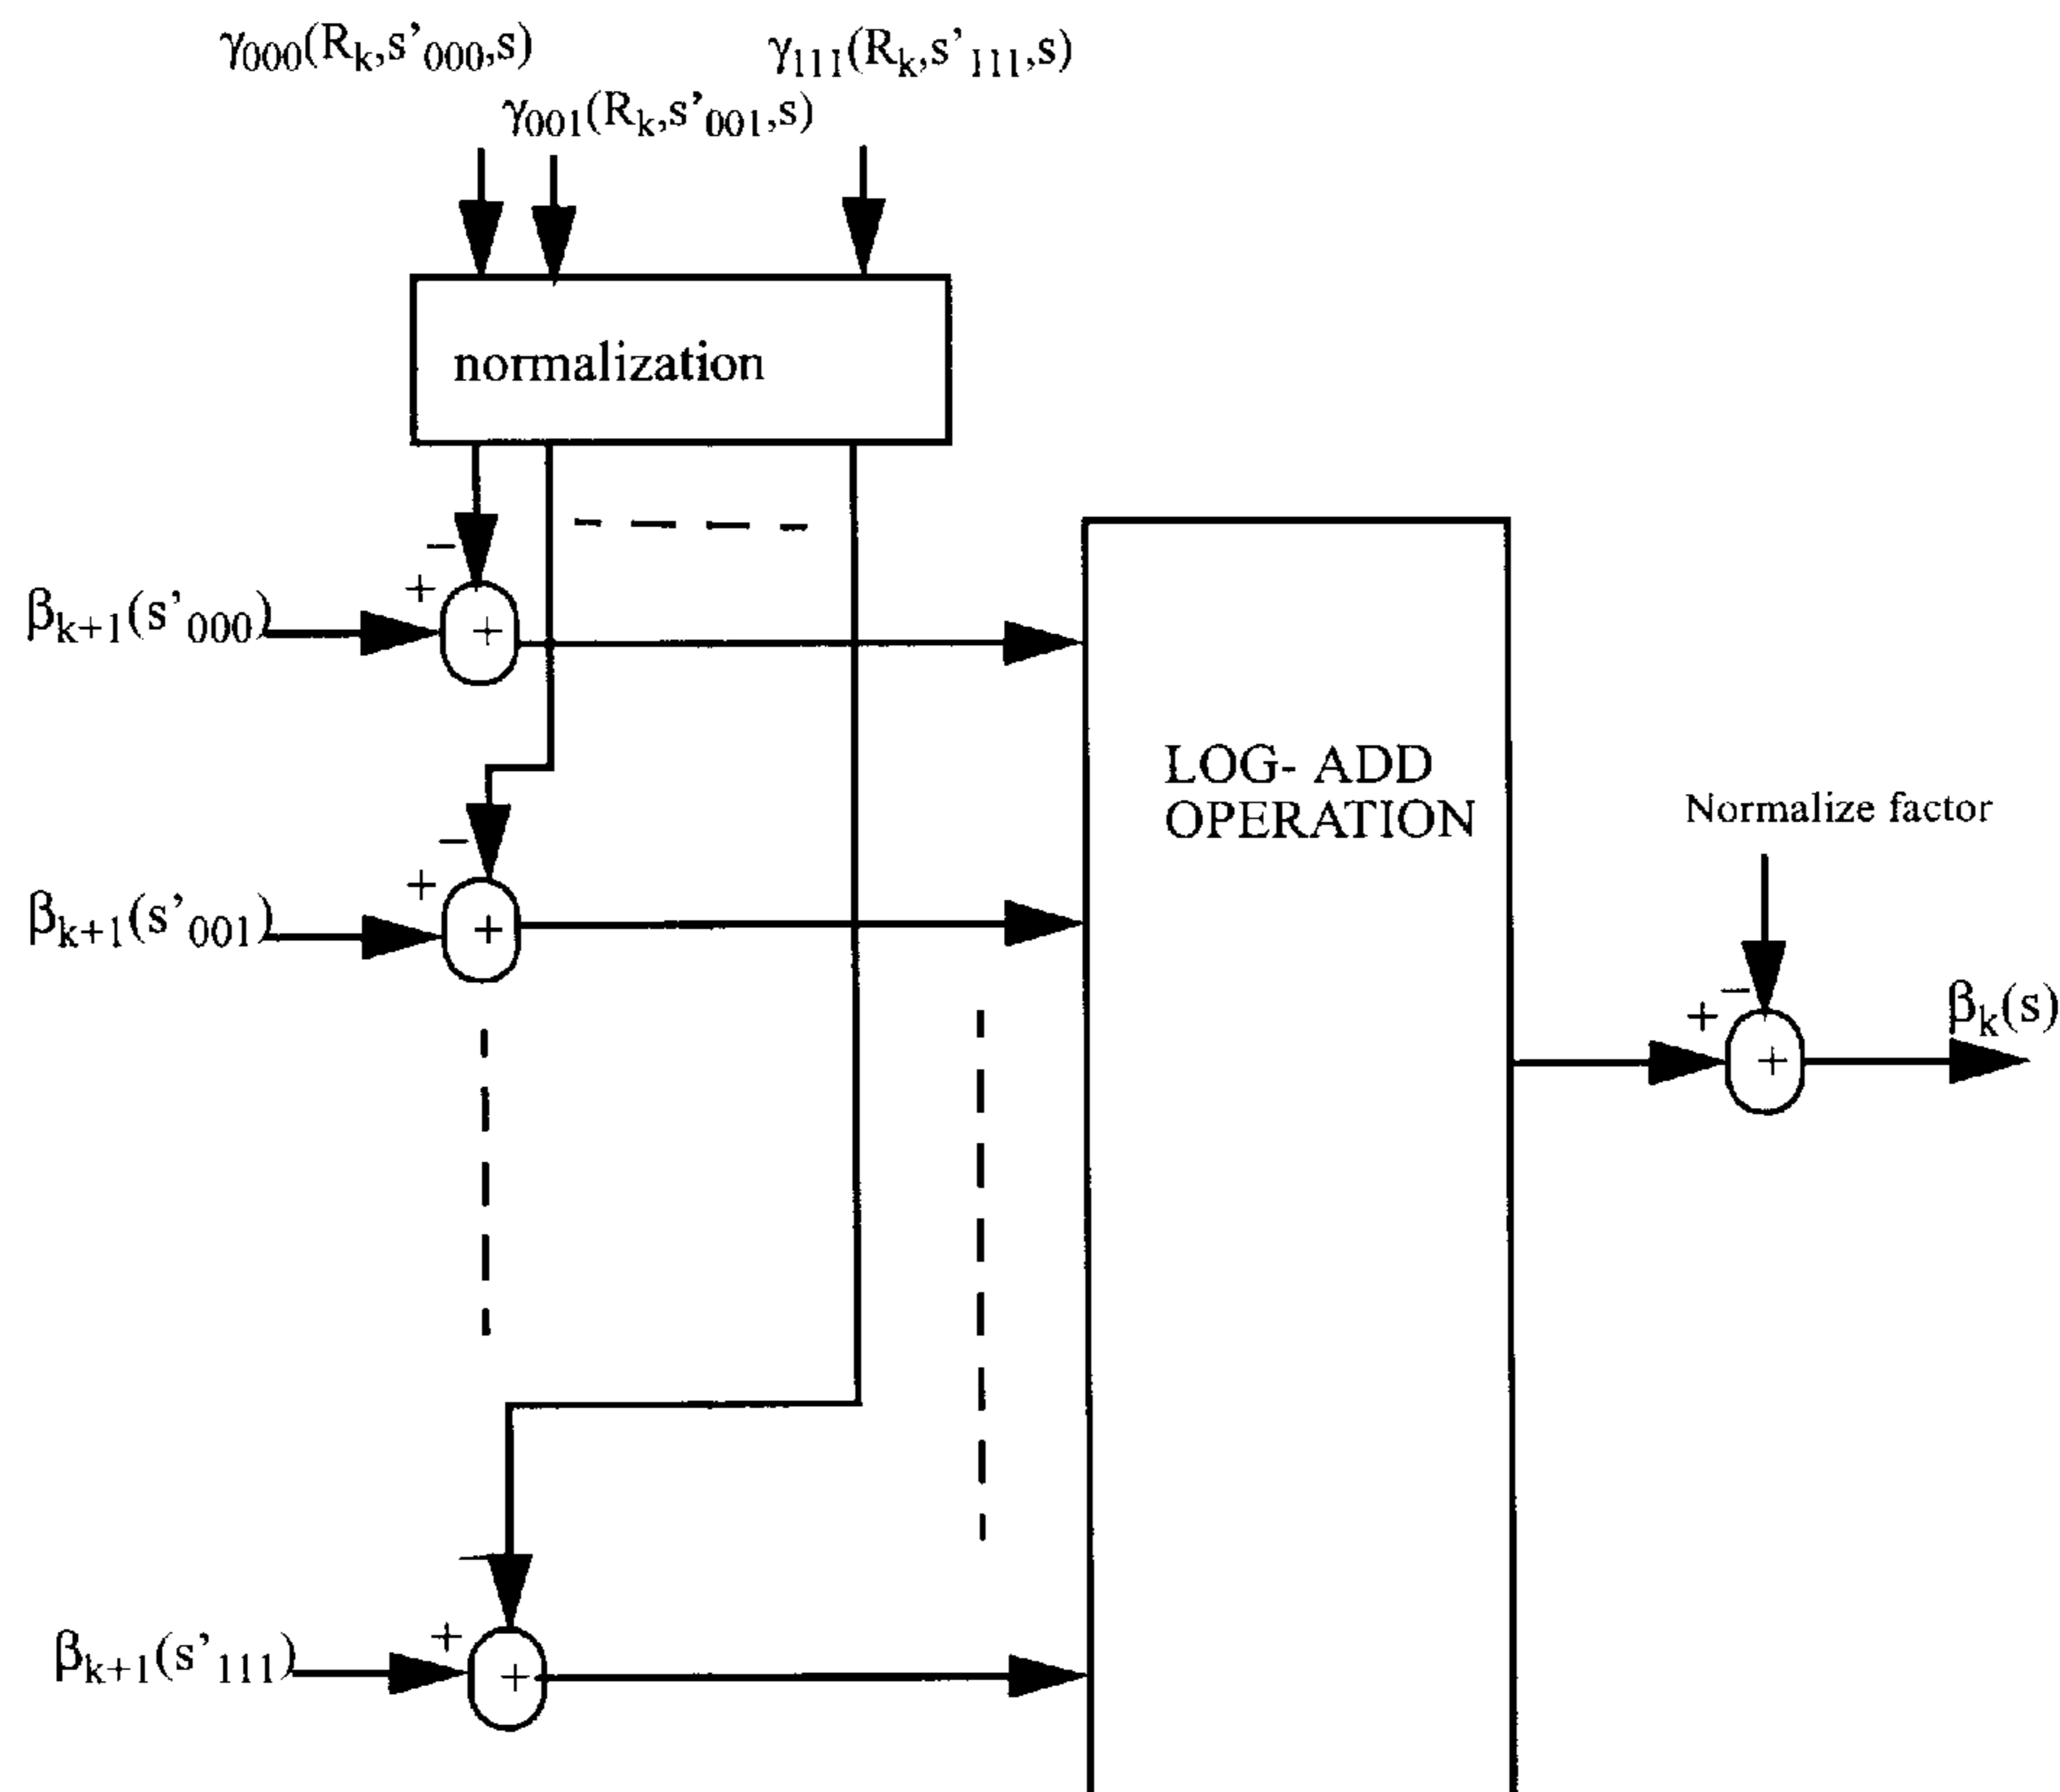 γ000(Rk,s’000,s)
γ111(Rk,s’111,s)
γ001(Rk,s’001,s)
normalization
−
+
βk+1(s’000)
+
LOG- ADD
OPERATION
Normalize factor
−
+
βk+1(s’001)
+
−
+
βk(s)
+
−
+
βk+1(s’111)
+